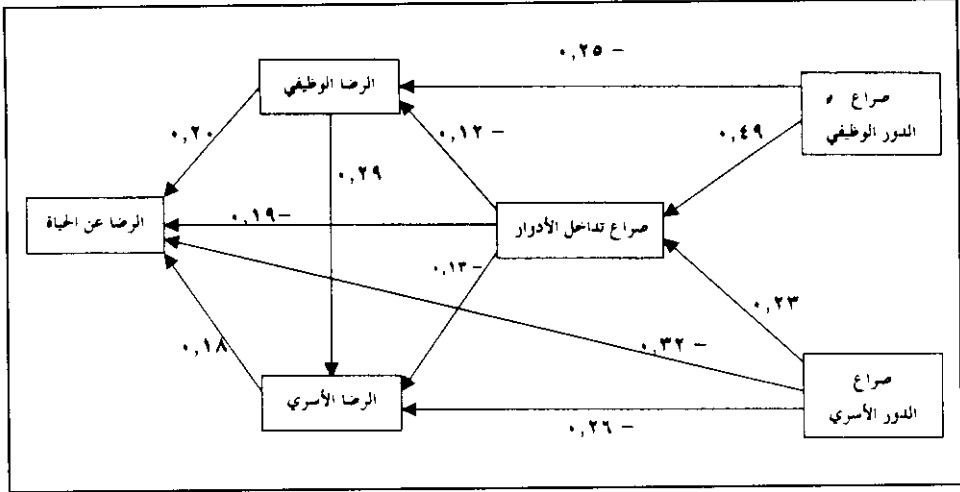 ٠,٢٥ –
الرضا الوظيفي
صراع ٥
الدور الوظيفي
٠,٢٠
٠,١٢ –
٠,٤٩
٠,٢٩
الرضا عن الحياة
٠,١٩–
صراع تداخل الأدوار
٠,١٣ –
٠,٢٣
٠,١٨
٠,٣٢ –
الرضا الأسري
صراع
الدور الأسري
٠,٢٦ –